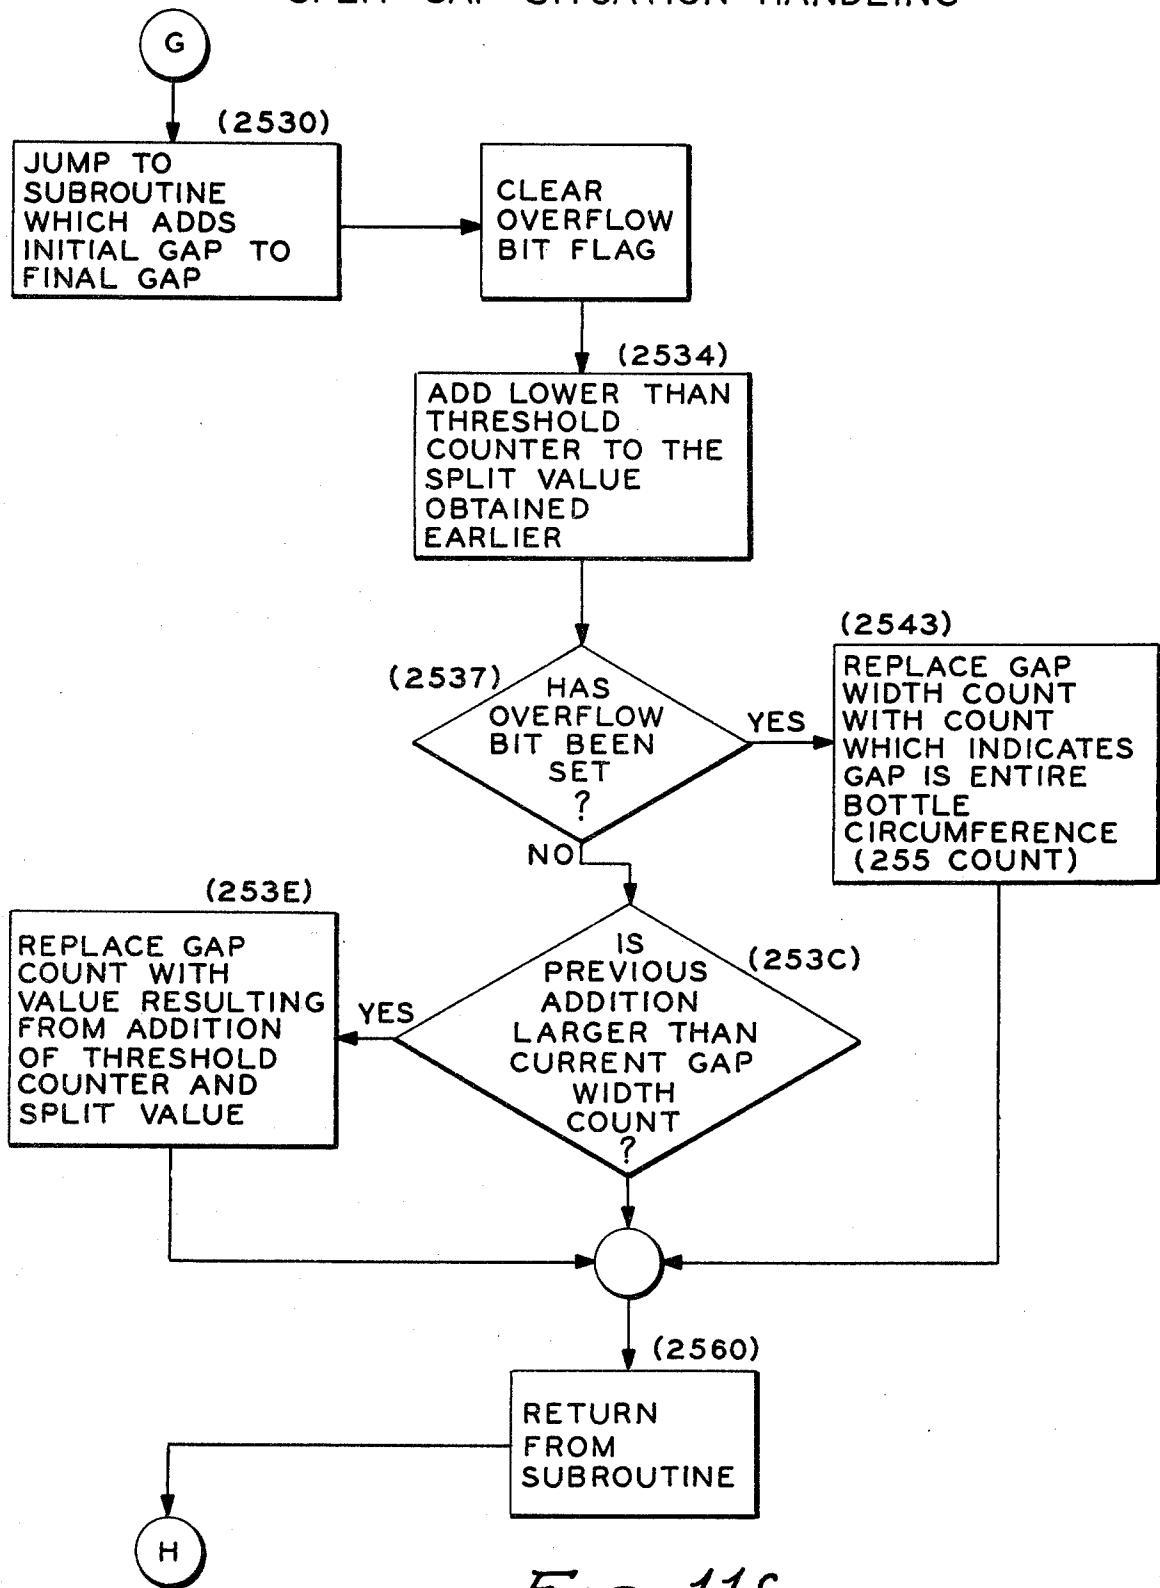 SPLIT GAP SITUATION HANDLING
G
(2530)
JUMP TO
SUBROUTINE
WHICH ADDS
INITIAL GAP TO
FINAL GAP
CLEAR
OVERFLOW
BIT FLAG
(2534)
ADD LOWER THAN
THRESHOLD
COUNTER TO THE
SPLIT VALUE
OBTAINED
EARLIER
(2537)
HAS
OVERFLOW
BIT BEEN
SET
?
YES
NO
(2543)
REPLACE GAP
WIDTH COUNT
WITH COUNT
WHICH INDICATES
GAP IS ENTIRE
BOTTLE
CIRCUMFERENCE
(255 COUNT)
(253C)
IS
PREVIOUS
ADDITION
LARGER THAN
CURRENT GAP
WIDTH
COUNT
?
YES
(253E)
REPLACE GAP
COUNT WITH
VALUE RESULTING
FROM ADDITION
OF THRESHOLD
COUNTER AND
SPLIT VALUE
(2560)
RETURN
FROM
SUBROUTINE
H